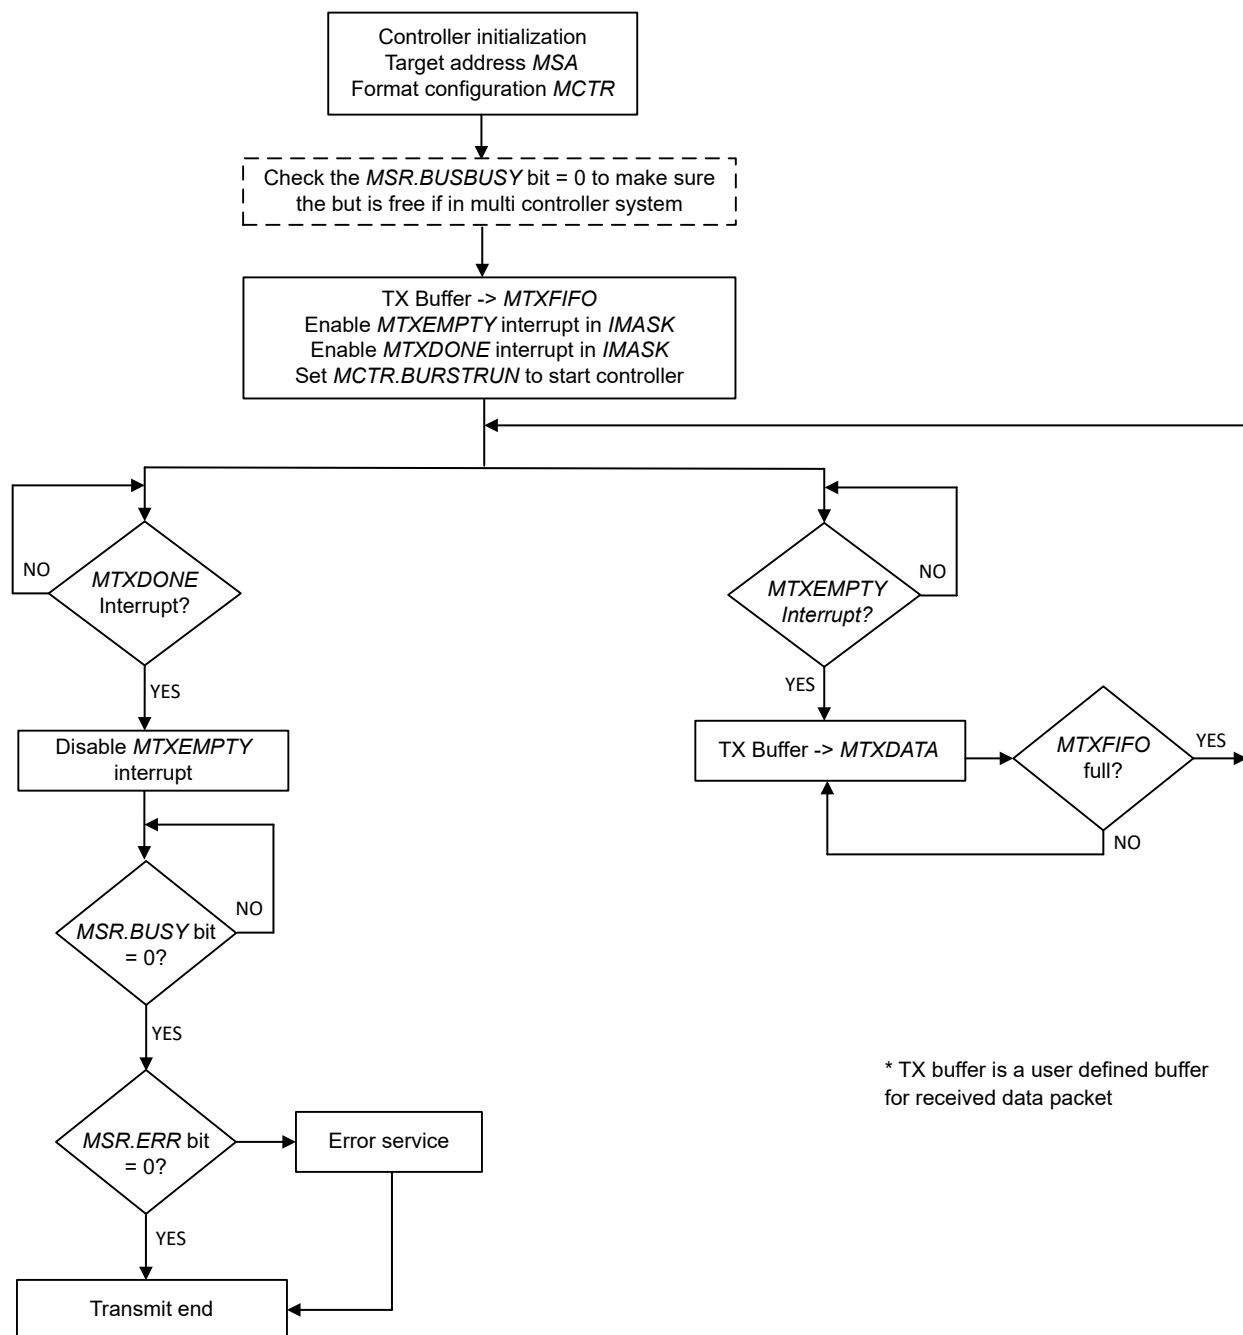 Controller initialization
Target address MSA
Format configuration MCTR
Check the MSR.BUSBUSY bit = 0 to make sure
the but is free if in multi controller system
TX Buffer -> MTXFIFO
Enable MTXEMPTY interrupt in IMASK
Enable MTXDONE interrupt in IMASK
Set MCTR.BURSTRUN to start controller
NO
MTXDONE
Interrupt?
YES
NO
MTXEMPTY
Interrupt?
YES
Disable MTXEMPTY
interrupt
TX Buffer -> MTXDATA
MTXFIFO
full?
YES
NO
MSR.BUSY bit
= 0?
NO
YES
* TX buffer is a user defined buffer
for received data packet
MSR.ERR bit
= 0?
Error service
YES
Transmit end